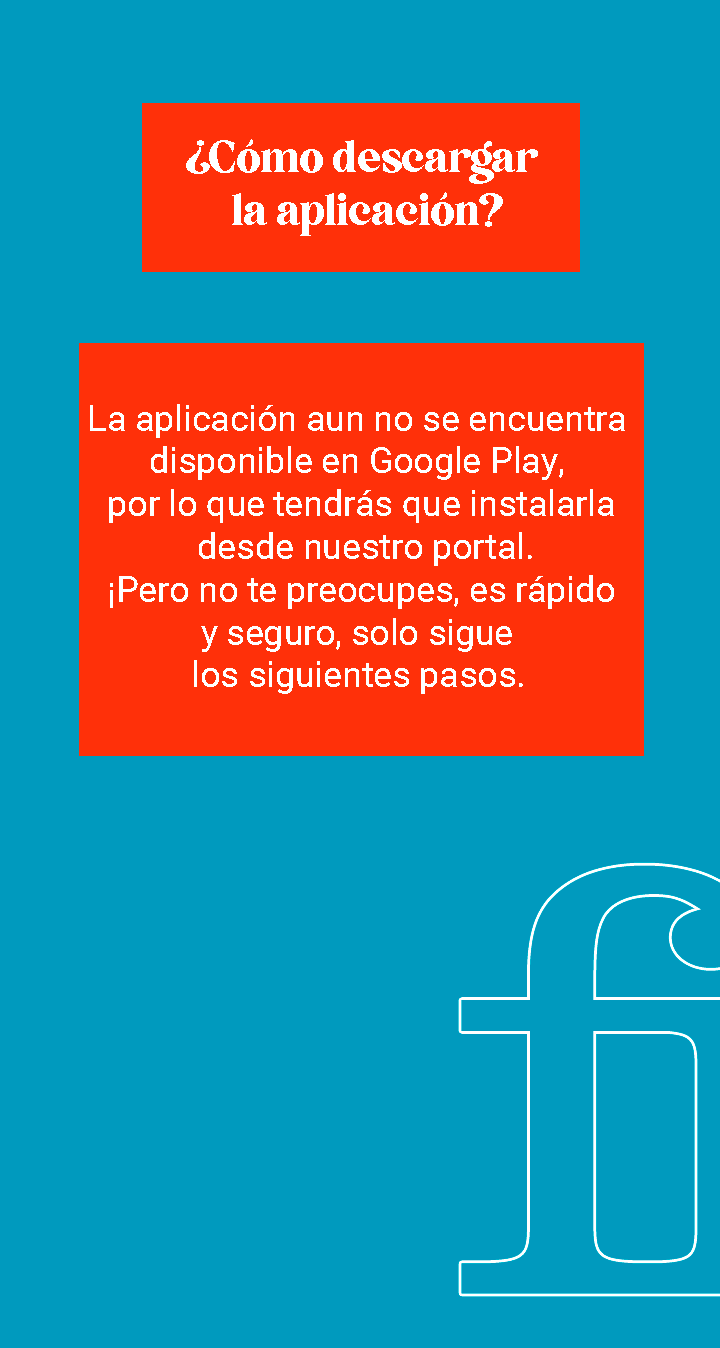 ¿Cómo descargar
la aplicación?
La aplicación aun no se encuentra
disponible en Google Play,
por lo que tendrás que instalarla
desde nuestro portal.
¡Pero no te preocupes, es rápido
y seguro, solo sigue
los siguientes pasos.